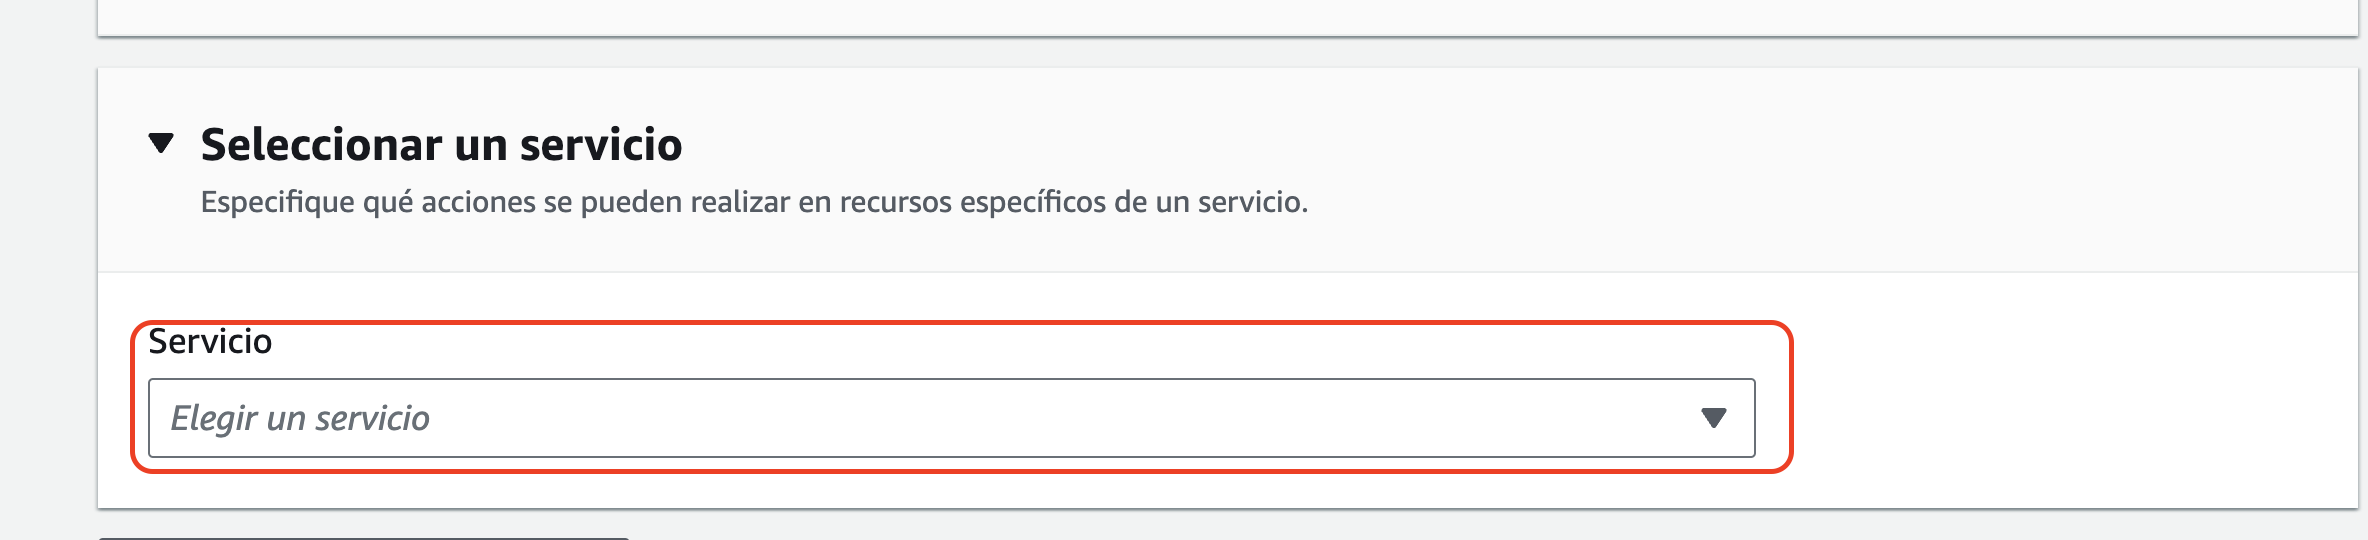 Seleccionar un servicio
Especifique qué acciones se pueden realizar en recursos específicos de un servicio.
Servicio
Elegir un servicio